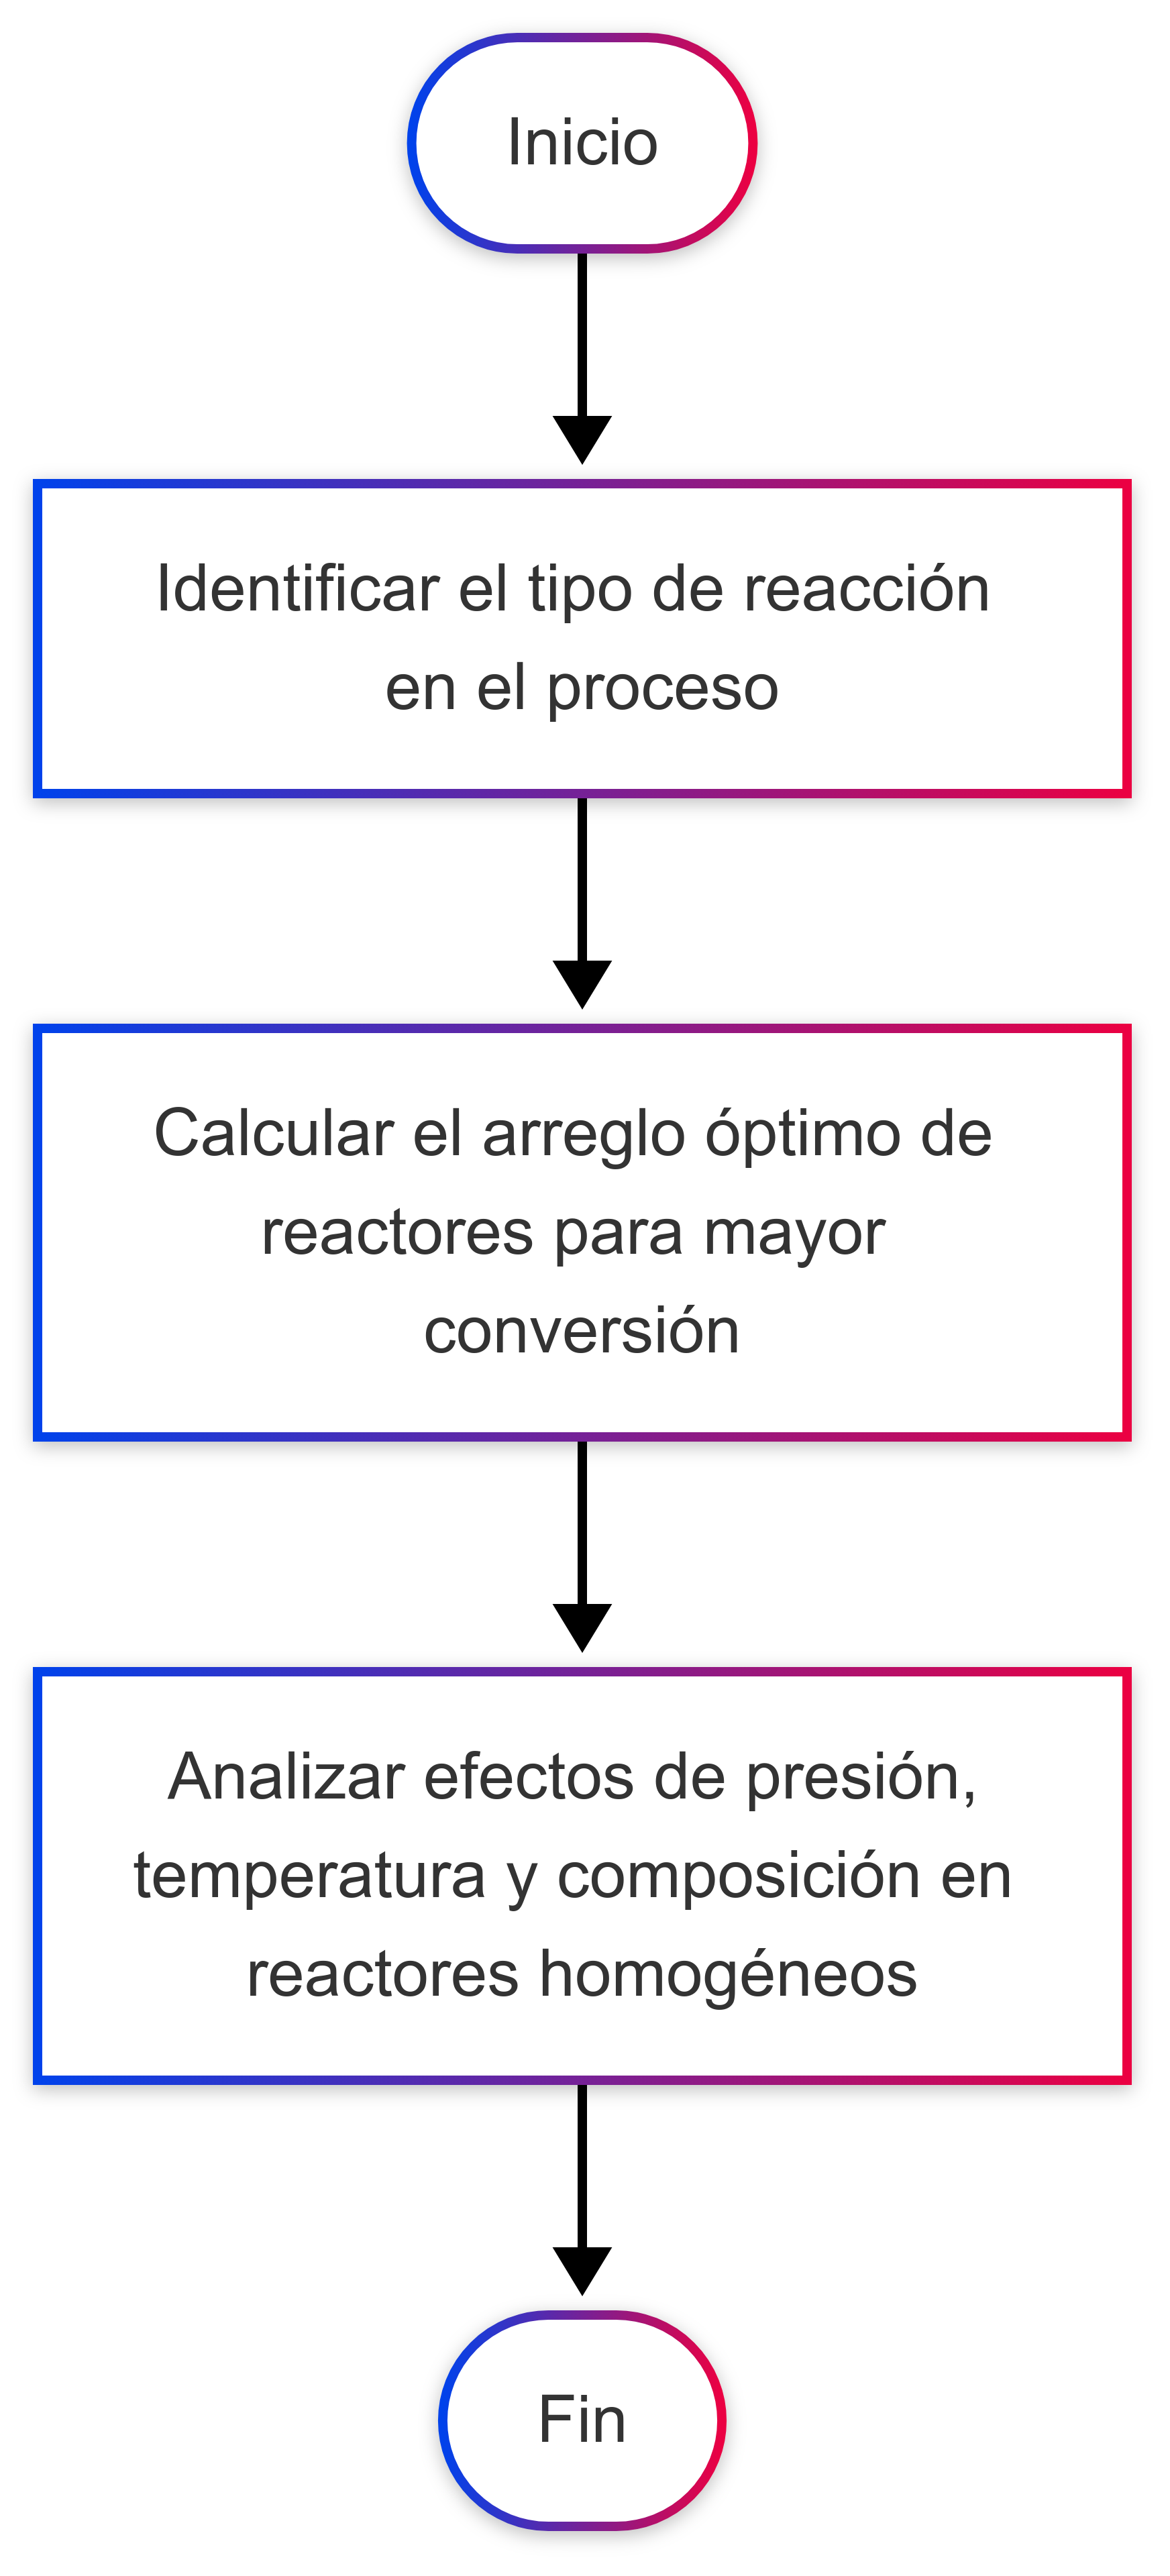 Inicio
Identificar el tipo de reacción
en el proceso
Calcular el arreglo óptimo de
reactores para mayor
conversión
Analizar efectos de presión,
temperatura y composición en
reactores homogéneos
Fin